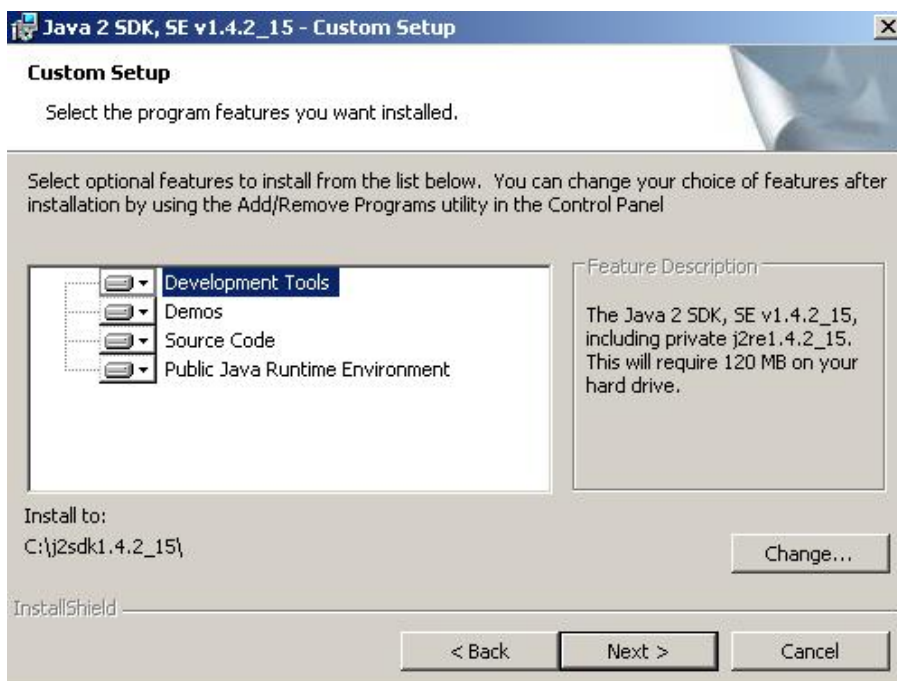 Java 2 SDK, SE v1.4.2_15 - Custom Setup
Custom Setup
Select the program features you want installed.
Select optional features to install from the list below. You can change your choice of features after
installation by using the Add/Remove Programs utility in the Control Panel
Development Tools
Demos
Source Code
Public Java Runtime Environment
Feature Description
The Java 2 SDK, SE v1.4.2_15,
including private j2re1.4.2_15.
This will require 120 MB on your
hard drive.
Install to:
C:\j2sdk1.4.2_15\
Change...
InstallShield
< Back
Next >
Cancel